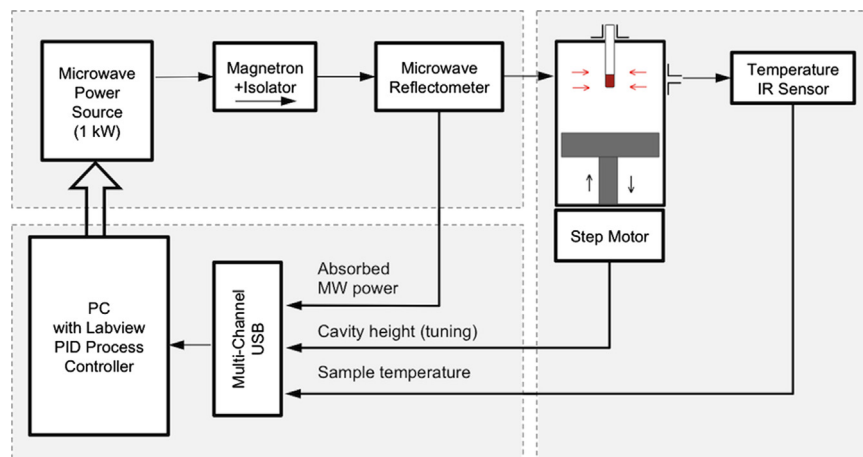 Microwave
Power
Source
(1 kW)
Magnetron
+Isolator
Microwave
Reflectometer
Temperature
IR Sensor
Step Motor
PC
with Labview
PID Process
Controller
Multi-Channel
USB
Absorbed
MW power
Cavity height (tuning)
Sample temperature